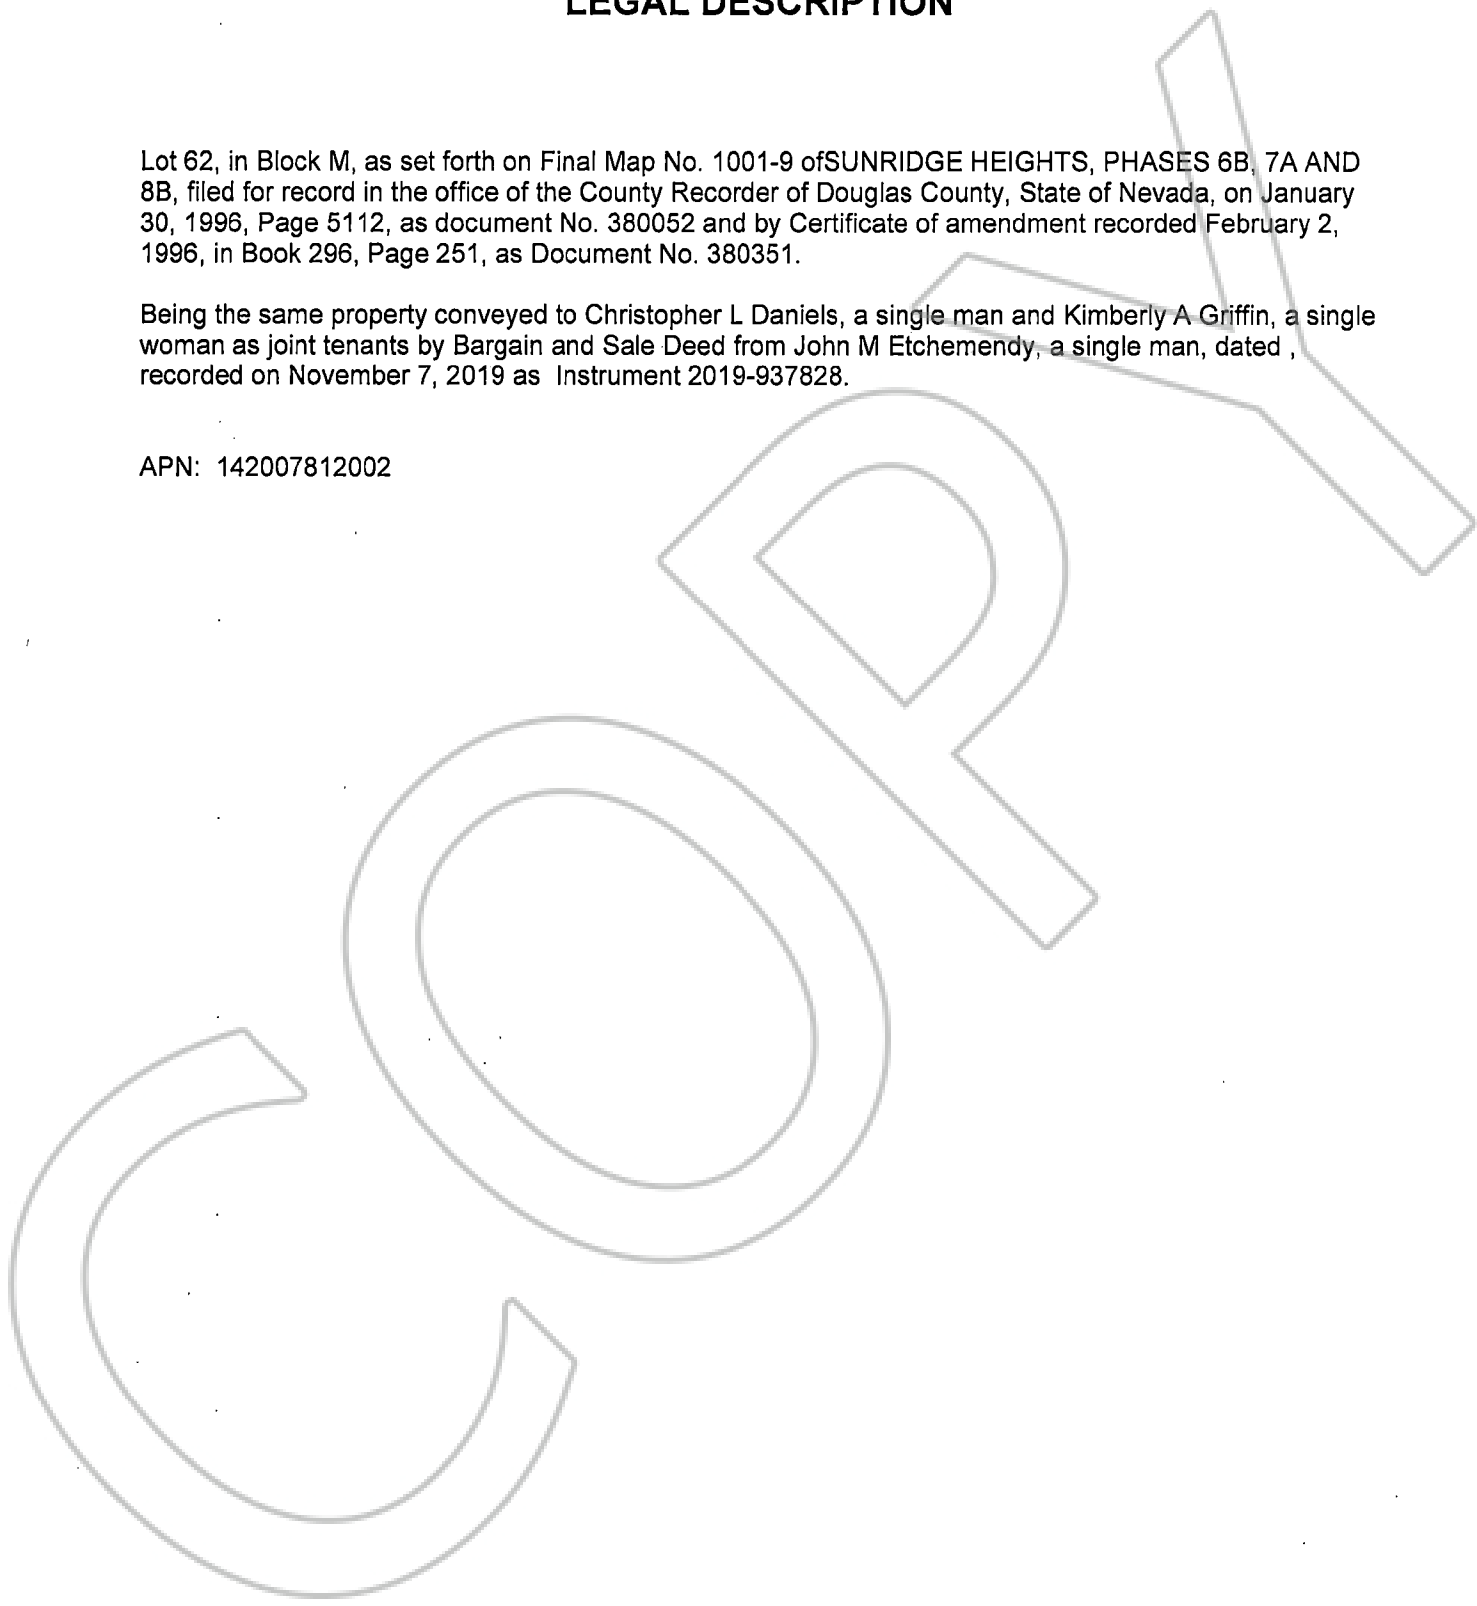 LEGAL DESCRIPTION
Lot 62, in Block M, as set forth on Final Map No. 1001-9 ofSUNRIDGE HEIGHTS, PHASES 6B, 7A AND
8B, filed for record in the office of the County Recorder of Douglas County, State of Nevada, on January
30, 1996, Page 5112, as document No. 380052 and by Certificate of amendment recorded February 2,
1996, in Book 296, Page 251, as Document No. 380351.
Being the same property conveyed to Christopher L Daniels, a single man and Kimberly A Griffin, a single
woman as joint tenants by Bargain and Sale Deed from John M Etchemendy, a single man, dated ,
recorded on November 7, 2019 as Instrument 2019-937828.
APN: 142007812002
COPY